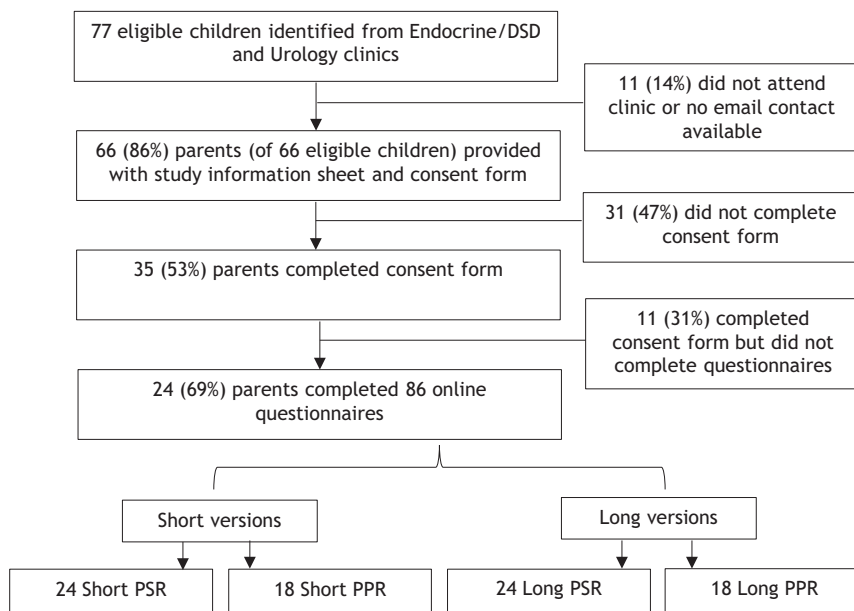 77 eligible children identified from Endocrine/DSD
and Urology clinics
11 (14%) did not attend
clinic or no email contact
available
66 (86%) parents (of 66 eligible children) provided
with study information sheet and consent form
31 (47%) did not complete
consent form
35 (53%) parents completed consent form
11 (31%) completed
consent form but did not
complete questionnaires
24 (69%) parents completed 86 online
questionnaires
Short versions
Long versions
24 Short PSR
18 Short PPR
24 Long PSR
18 Long PPR